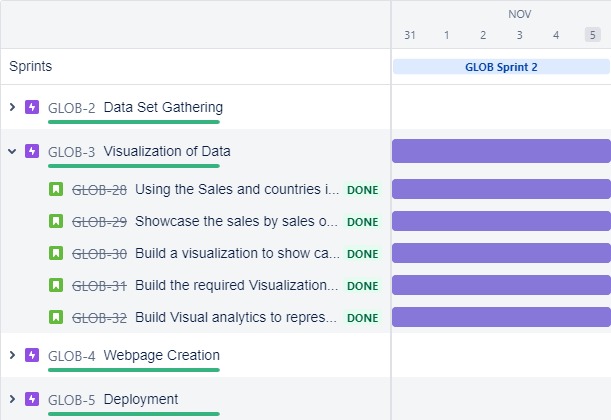 NOV
31 1 2 3 4 5
Sprints
GLOB Sprint 2
GLOB-2 Data Set Gathering
GLOB-3 Visualization of Data
GLOB-28 Using the Sales and countries i... DONE
GLOB-29 Showcase the sales by sales o... DONE
GLOB-30 Build a visualization to show ca... DONE
GLOB-31 Build the required Visualization... DONE
GLOB-32 Build Visual analytics to repres... DONE
GLOB-4 Webpage Creation
GLOB-5 Deployment